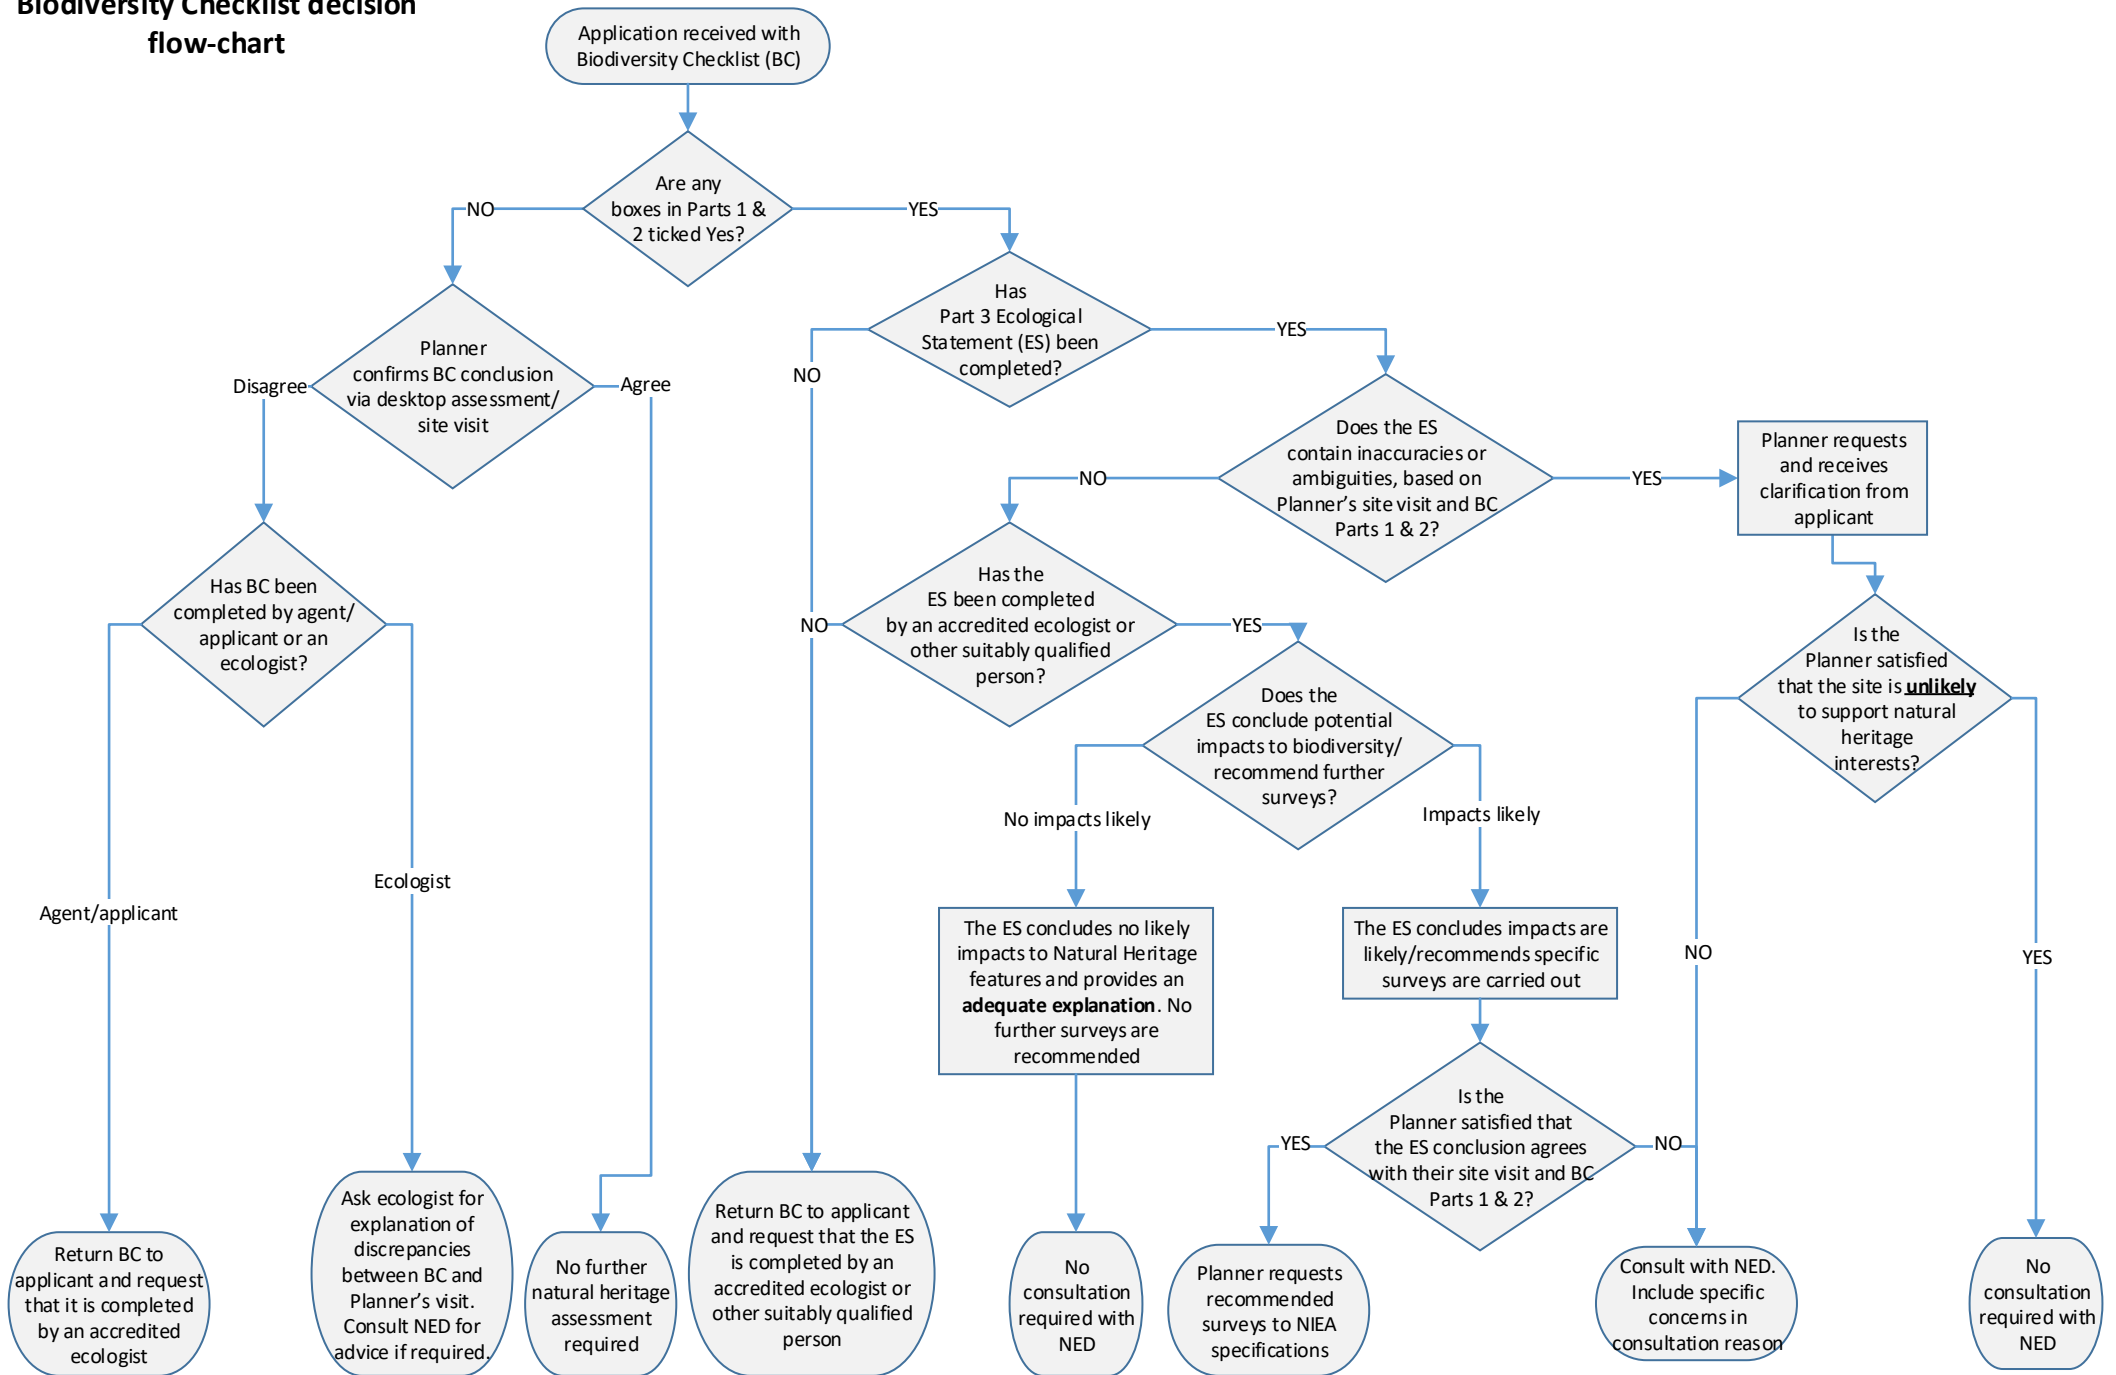 Biodiversity Checklist decision
flow-chart
Application received with
Biodiversity Checklist (BC)
Are any
boxes in Parts 1 &
2 ticked Yes?
NO
YES
Has
Part 3 Ecological
Statement (ES) been
completed?
NO
YES
Planner
confirms BC conclusion
via desktop assessment/
site visit
Disagree
Agree
Does the ES
contain inaccuracies or
ambiguities, based on
Planner’s site visit and BC
Parts 1 & 2?
NO
YES
Planner requests
and receives
clarification from
applicant
Has BC been
completed by agent/
applicant or an
ecologist?
Has the
ES been completed
by an accredited ecologist or
other suitably qualified
person?
NO
YES
Is the
Planner satisfied
that the site is unlikely
to support natural
heritage
interests?
Does the
ES conclude potential
impacts to biodiversity/
recommend further
surveys?
No impacts likely
Impacts likely
Ecologist
Agent/applicant
The ES concludes no likely
impacts to Natural Heritage
features and provides an
adequate explanation. No
further surveys are
recommended
The ES concludes impacts are
likely/recommends specific
surveys are carried out
NO
YES
Is the
Planner satisfied that
the ES conclusion agrees
with their site visit and BC
Parts 1 & 2?
YES
NO
Return BC to
applicant and request
that it is completed
by an accredited
ecologist
Ask ecologist for
explanation of
discrepancies
between BC and
Planner’s visit.
Consult NED for
advice if required.
No further
natural heritage
assessment
required
Return BC to applicant
and request that the ES
is completed by an
accredited ecologist or
other suitably qualified
person
No
consultation
required with
NED
Planner requests
recommended
surveys to NIEA
specifications
Consult with NED.
Include specific
concerns in
consultation reason
No
consultation
required with
NED